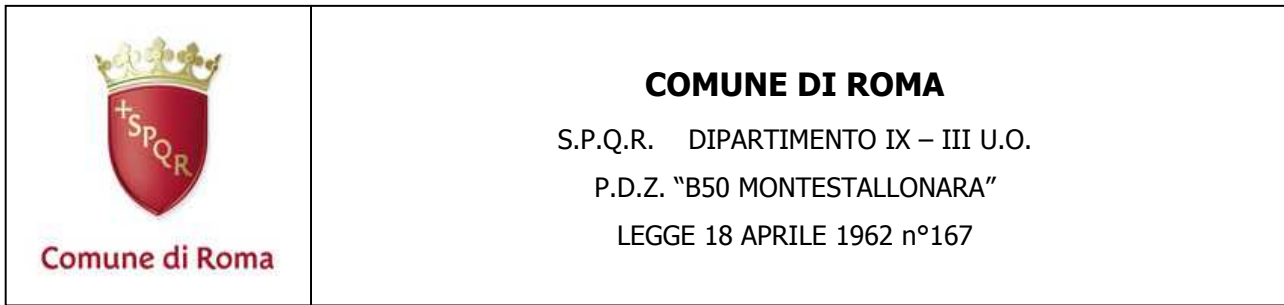 SPQR
Comune di Roma
COMUNE DI ROMA
S.P.Q.R. DIPARTIMENTO IX – III U.O.
P.D.Z. “B50 MONTESTALLONARA”
LEGGE 18 APRILE 1962 n°167